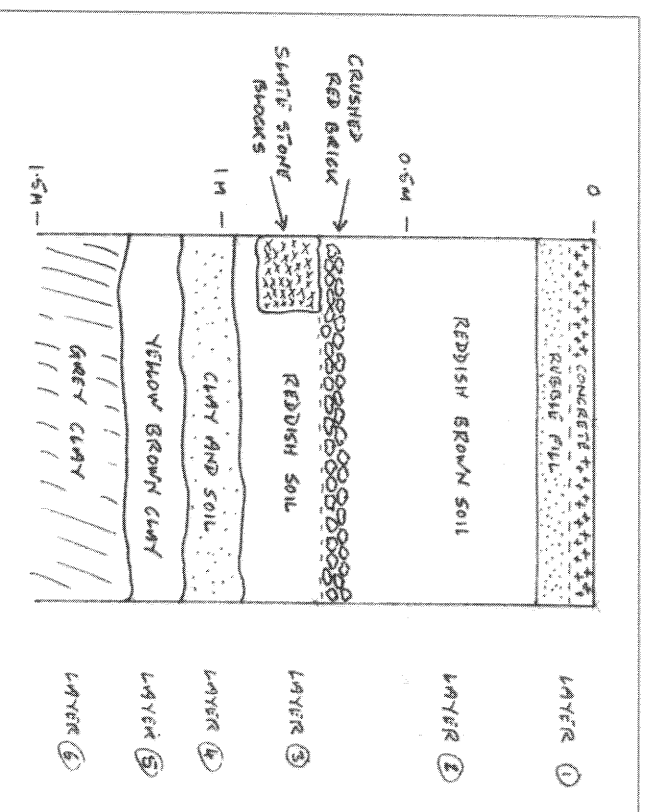 0
CONCRETE
RUBBLE FILL
LAYER 1
REDDISH BROWN SOIL
LAYER 2
0.5M
CRUSHED
RED BRICK
SLATE STONE
BLOCKS
REDDISH SOIL
LAYER 3
1M
CLAY AND SOIL
LAYER 4
YELLOW BROWN CLAY
LAYER 5
GREY CLAY
LAYER 6
1.5M